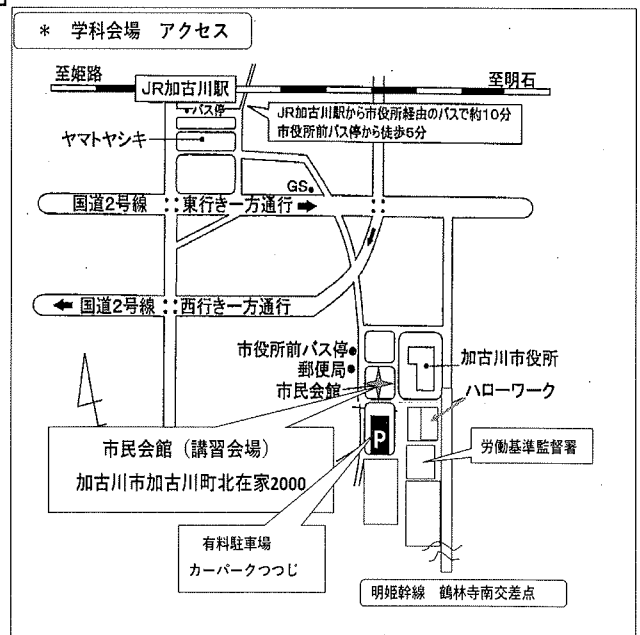 * 学科会場 アクセス
至姫路
JR加古川駅
至明石
バス停
JR加古川駅から市役所経由のバスで約10分
市役所前バス停から徒歩5分
ヤマトヤシキ
GS
国道2号線
東行き一方通行
国道2号線
西行き一方通行
市役所前バス停
郵便局
市民会館
加古川市役所
ハローワーク
市民会館（講習会場）
加古川市加古川町北在家2000
P
労働基準監督署
有料駐車場
カーパークつつじ
明姫幹線 鶴林寺南交差点